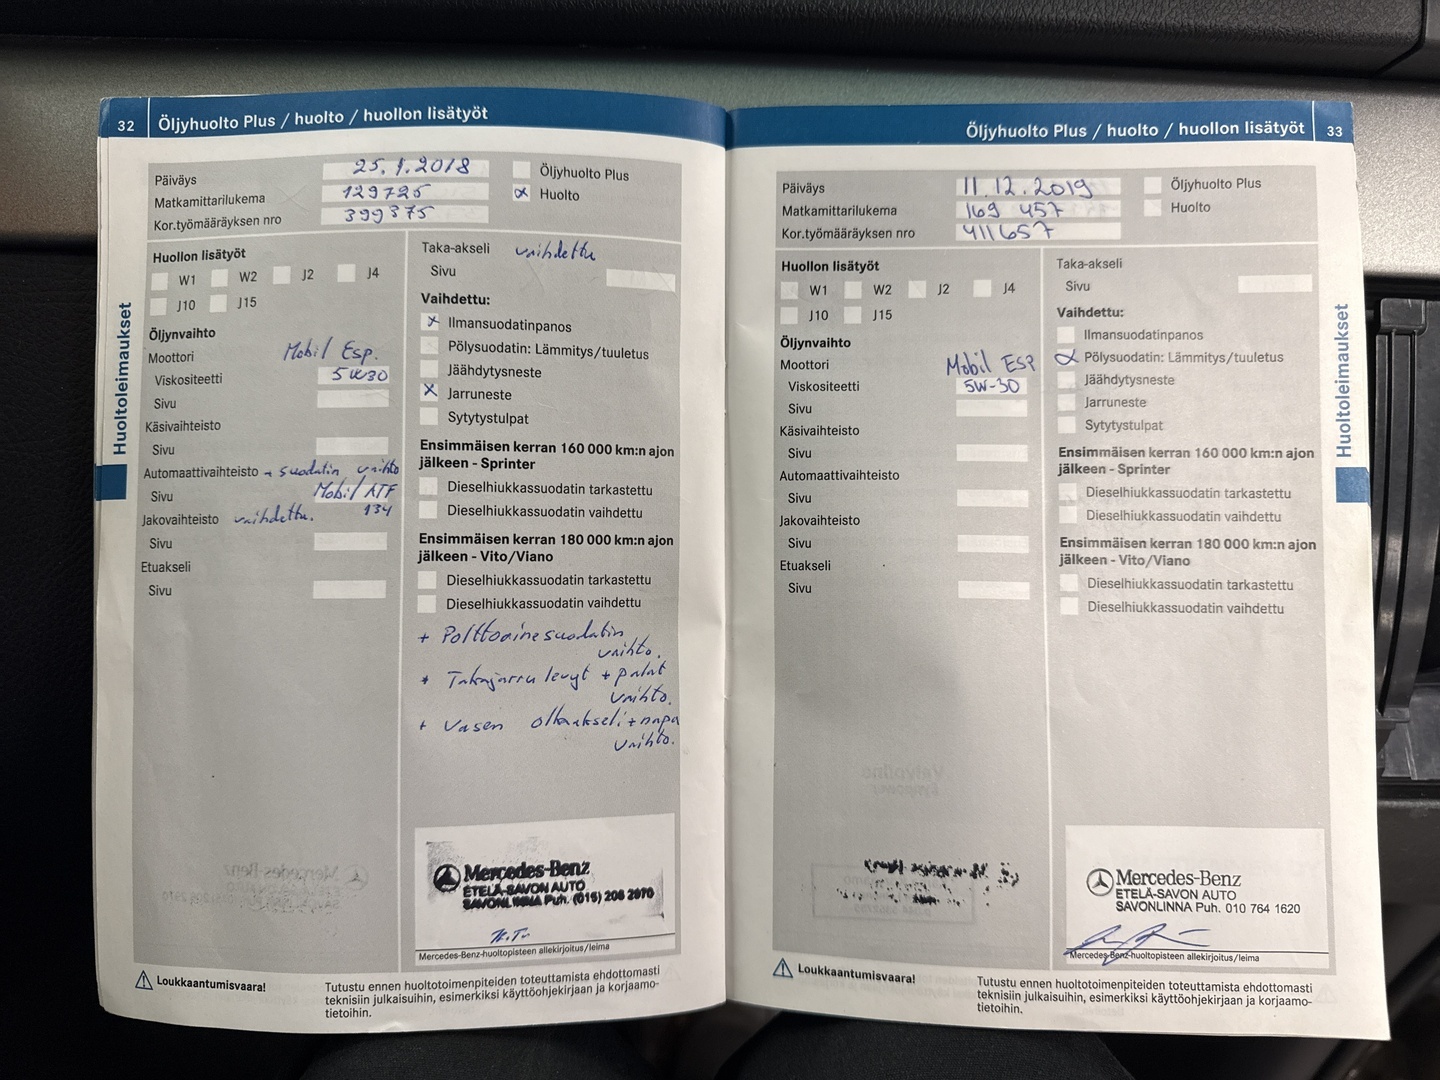 32 Öljyhuolto Plus / huolto / huollon lisätyöt
Päiväys 25.1.2018
Matkamittarilukema 129725
Kor.työmääräyksen nro 399375
Öljyhuolto Plus
x Huolto
Huollon lisätyöt
W1 W2 J2 J4
J10 J15
Öljynvaihto
Moottori Mobil Esp.
Viskositeetti 5W30
Sivu
Käsivaihteisto
Sivu
Automaattivaihteisto + suodatin vaihto
Sivu Mobil ATF
134
Jakovaihteisto vaihdettu.
Sivu
Etuakseli
Sivu
Taka-akseli vaihdettu
Sivu
Vaihdettu:
x Ilmansuodatinpanos
Pölysuodatin: Lämmitys/tuuletus
Jäähdytysneste
x Jarruneste
Sytytystulpat
Ensimmäisen kerran 160 000 km:n ajon
jälkeen - Sprinter
Dieselhiukkassuodatin tarkastettu
Dieselhiukkassuodatin vaihdettu
Ensimmäisen kerran 180 000 km:n ajon
jälkeen - Vito/Viano
Dieselhiukkassuodatin tarkastettu
Dieselhiukkassuodatin vaihdettu
+ Polttoainesuodatin
vaihto.
+ Takajarru levyt + palat
vaihto.
+ Vasen olka-akseli + napa
vaihto.
Mercedes-Benz
ETELÄ-SAVON AUTO
SAVONLINNA Puh. (015) 206 2970
Mercedes-Benz-huoltopisteen allekirjoitus/leima
Loukkaantumisvaara!
Tutustu ennen huoltotoimenpiteiden toteuttamista ehdottomasti
teknisiin julkaisuihin, esimerkiksi käyttöohjekirjaan ja korjaamo-
tietoihin.
Huoltoleimaukset
Öljyhuolto Plus / huolto / huollon lisätyöt 33
Päiväys 11.12.2019
Matkamittarilukema 169 457
Kor.työmääräyksen nro 411657
Öljyhuolto Plus
Huolto
Huollon lisätyöt
W1 W2 J2 J4
J10 J15
Öljynvaihto
Moottori Mobil ESP
Viskositeetti 5W-30
Sivu
Käsivaihteisto
Sivu
Automaattivaihteisto
Sivu
Jakovaihteisto
Sivu
Etuakseli
Sivu
Taka-akseli
Sivu
Vaihdettu:
Ilmansuodatinpanos
x Pölysuodatin: Lämmitys/tuuletus
Jäähdytysneste
Jarruneste
Sytytystulpat
Ensimmäisen kerran 160 000 km:n ajon
jälkeen - Sprinter
Dieselhiukkassuodatin tarkastettu
Dieselhiukkassuodatin vaihdettu
Ensimmäisen kerran 180 000 km:n ajon
jälkeen - Vito/Viano
Dieselhiukkassuodatin tarkastettu
Dieselhiukkassuodatin vaihdettu
Mercedes-Benz
ETELÄ-SAVON AUTO
SAVONLINNA Puh. 010 764 1620
Mercedes-Benz-huoltopisteen allekirjoitus/leima
Loukkaantumisvaara!
Tutustu ennen huoltotoimenpiteiden toteuttamista ehdottomasti
teknisiin julkaisuihin, esimerkiksi käyttöohjekirjaan ja korjaamo-
tietoihin.
Huoltoleimaukset